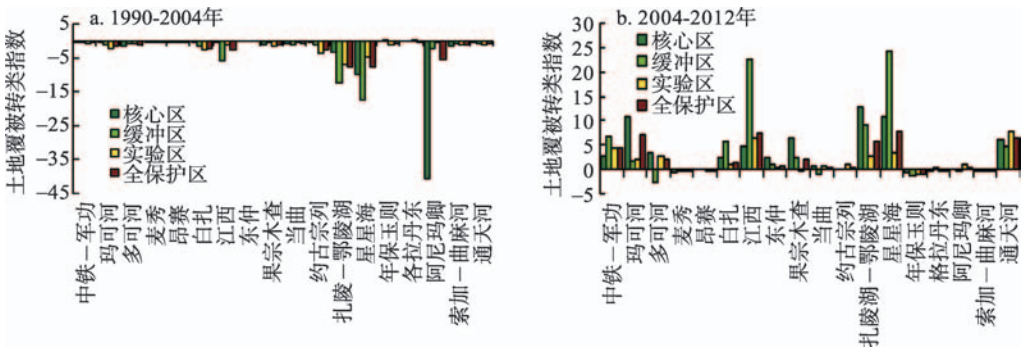 a. 1990-2004年
土地覆被转类指数
5
-5
-15
-25
-35
-45
核心区
缓冲区
实验区
全保护区
中铁－军功
玛可河
多可河
麦秀
昂赛
白扎
江西
东仲
果宗木查
当曲
约古宗列
扎陵－鄂陵湖
星星海
年保玉则
各拉丹东
阿尼玛卿
索加－曲麻河
通天河
b. 2004-2012年
土地覆被转类指数
30
25
20
15
10
5
0
-5
核心区
缓冲区
实验区
全保护区
中铁－军功
玛可河
多可河
麦秀
昂赛
白扎
江西
东仲
果宗木查
当曲
约古宗列
扎陵湖－鄂陵湖
星星海
年保玉则
格拉丹东
阿尼玛卿
索加－曲麻河
通天河